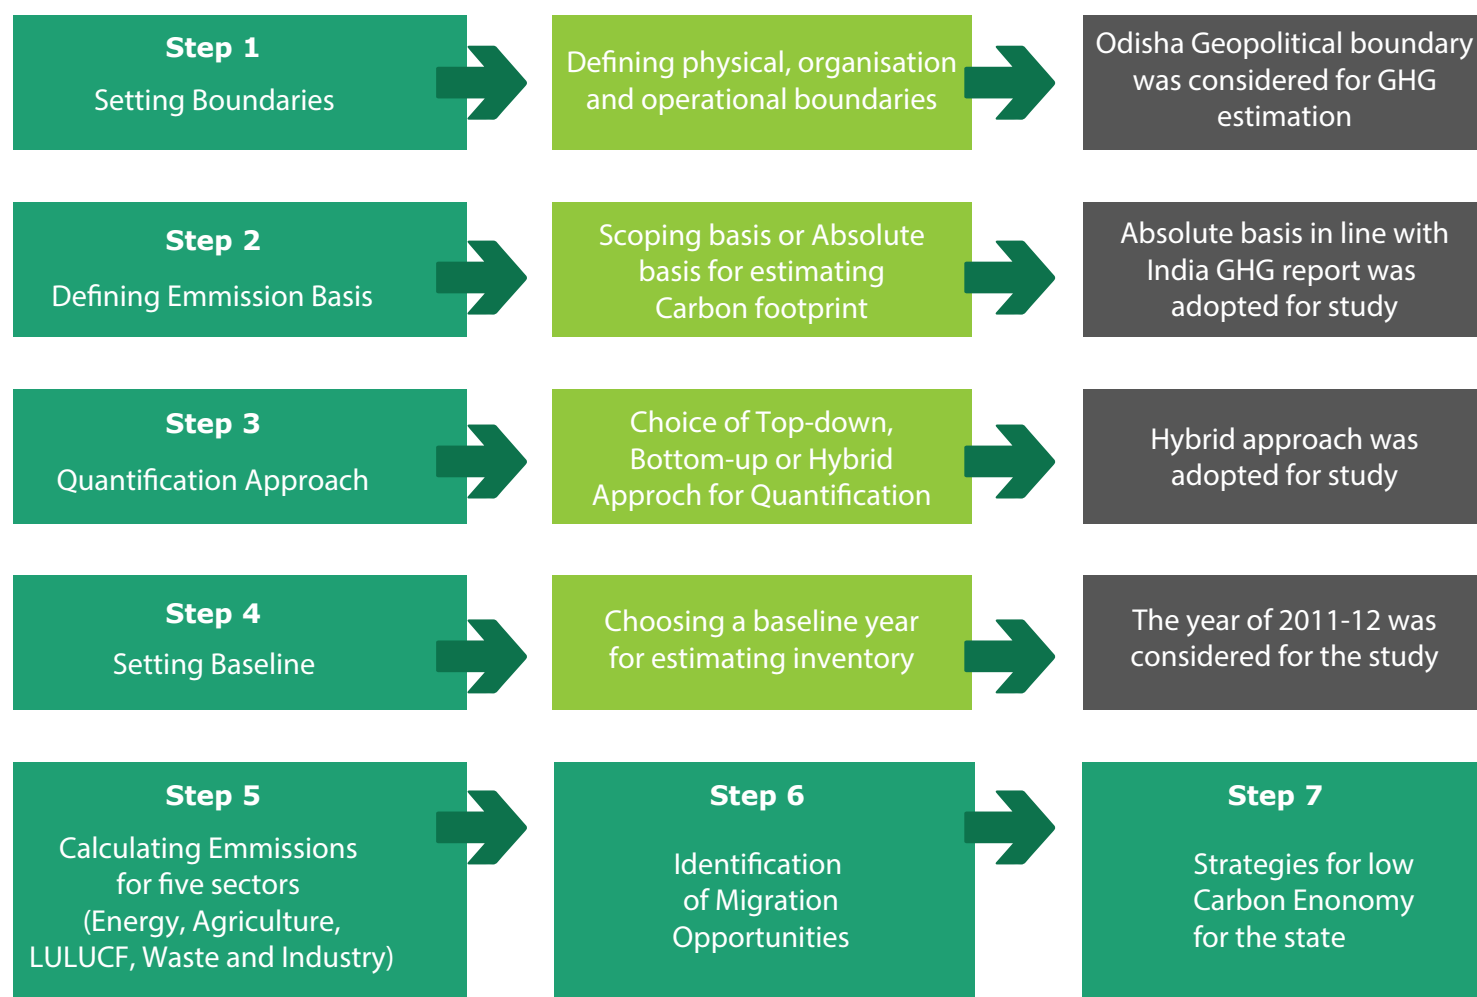 Step 1
Setting Boundaries
Defining physical, organisation
and operational boundaries
Odisha Geopolitical boundary
was considered for GHG
estimation
Step 2
Defining Emmission Basis
Scoping basis or Absolute
basis for estimating
Carbon footprint
Absolute basis in line with
India GHG report was
adopted for study
Step 3
Quantification Approach
Choice of Top-down,
Bottom-up or Hybrid
Approch for Quantification
Hybrid approach was
adopted for study
Step 4
Setting Baseline
Choosing a baseline year
for estimating inventory
The year of 2011-12 was
considered for the study
Step 5
Calculating Emmissions
for five sectors
(Energy, Agriculture,
LULUCF, Waste and Industry)
Step 6
Identification
of Migration
Opportunities
Step 7
Strategies for low
Carbon Enonomy
for the state